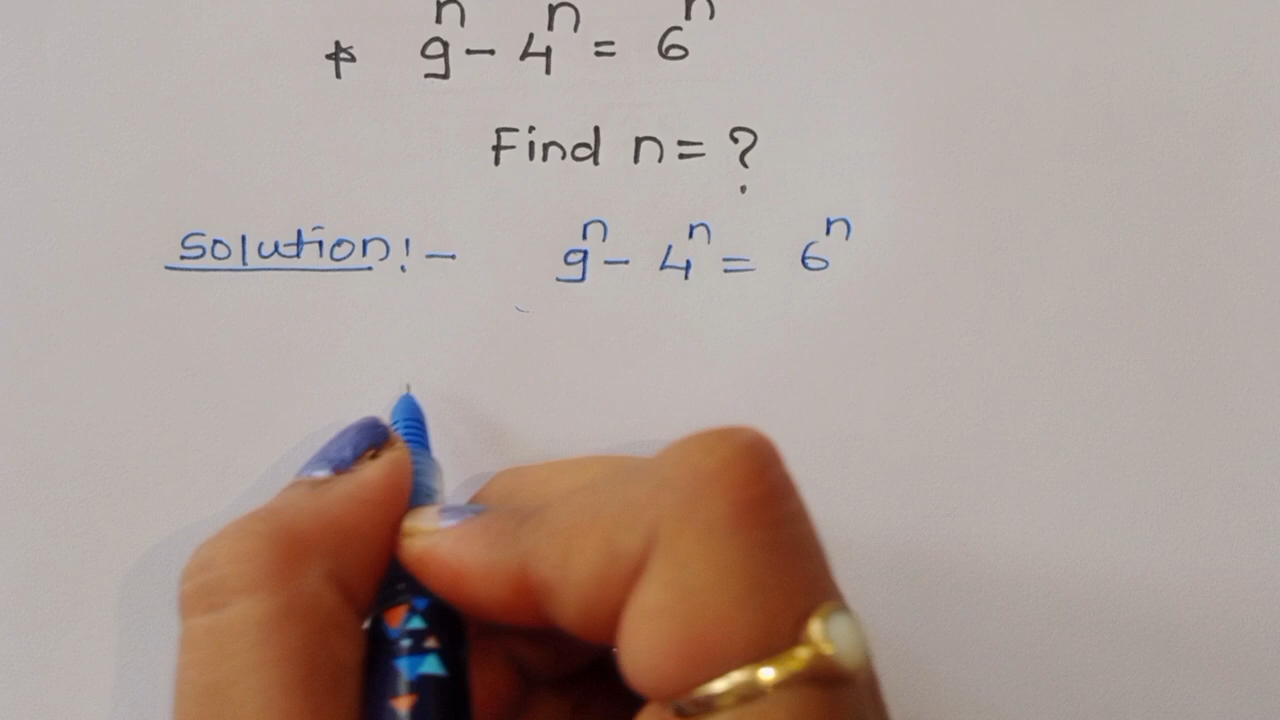 * 9ⁿ - 4ⁿ = 6ⁿ
Find n = ?
Solution! - 9ⁿ - 4ⁿ = 6ⁿ